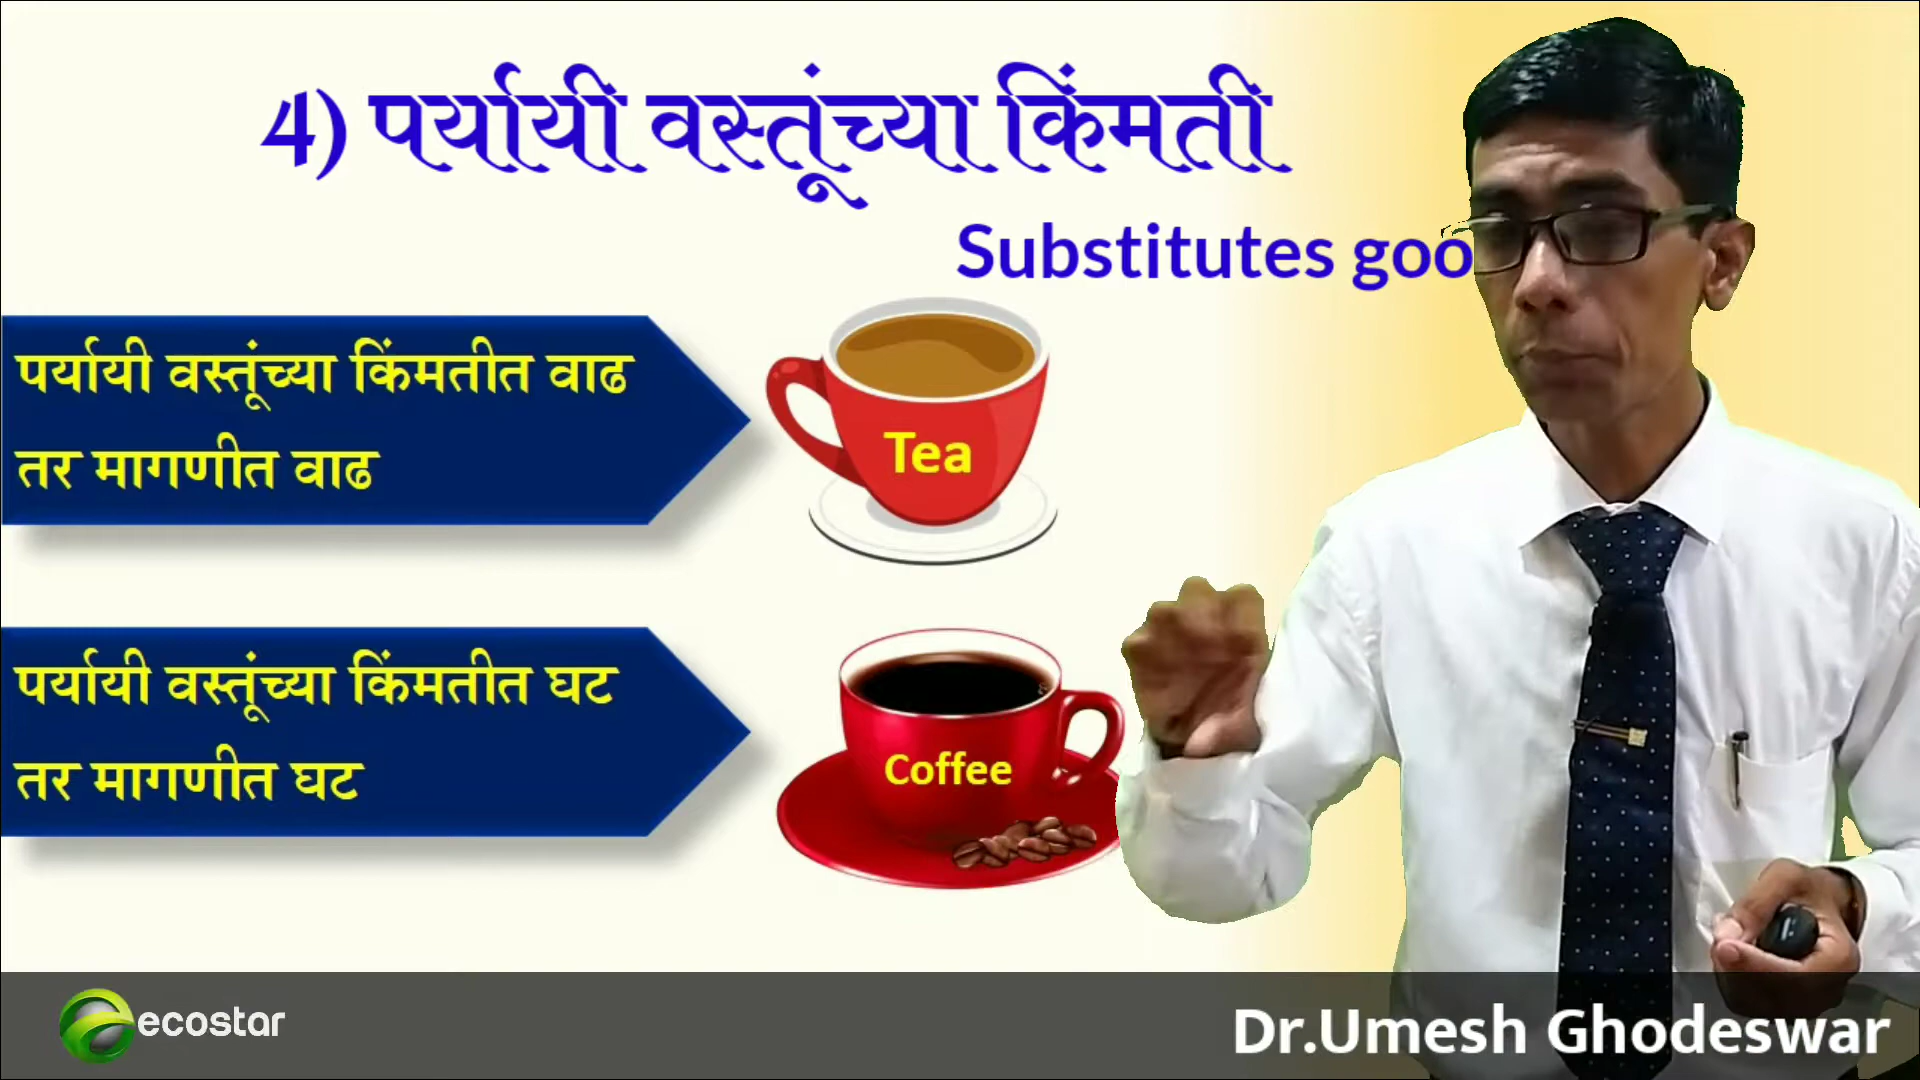 4) पर्यायी वस्तूंच्या किंमती
Substitutes
पर्यायी वस्तूंच्या किंमतीत वाढ
तर मागणीत वाढ
Tea
पर्यायी वस्तूंच्या किंमतीत घट
तर मागणीत घट
Coffee
ecostar
Dr.Umesh Ghodeswar